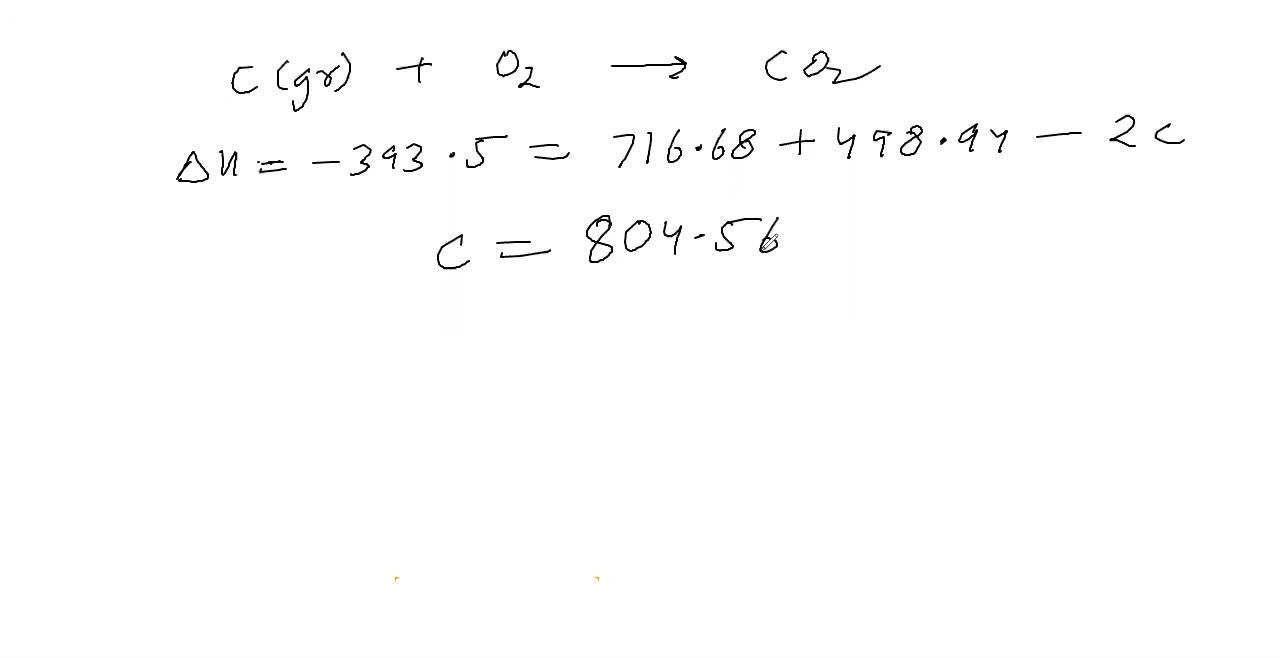 C(gr) + O2 → CO2
ΔH = -393.5 = 716.68 + 498.94 - 2c
c = 804.56